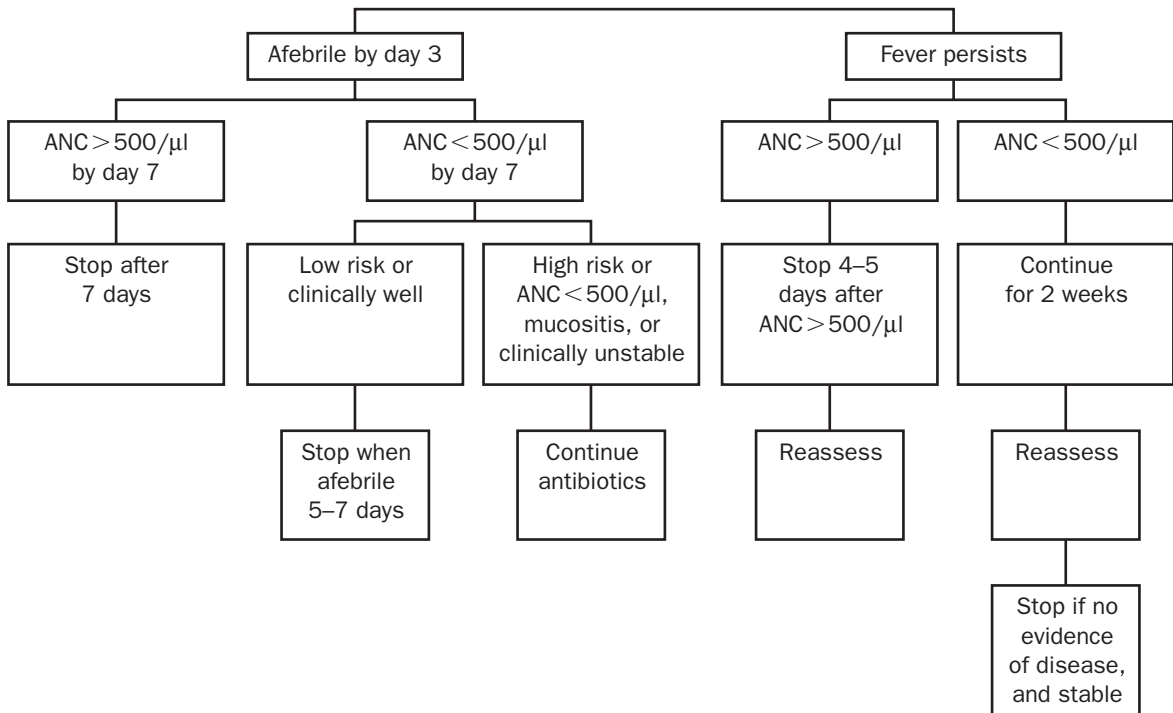 Afebrile by day 3
Fever persists
ANC > 500/μl
by day 7
ANC < 500/μl
by day 7
ANC > 500/μl
ANC < 500/μl
Stop after
7 days
Low risk or
clinically well
High risk or
ANC < 500/μl,
mucositis, or
clinically unstable
Stop 4–5
days after
ANC > 500/μl
Continue
for 2 weeks
Stop when
afebrile
5–7 days
Continue
antibiotics
Reassess
Reassess
Stop if no
evidence
of disease,
and stable